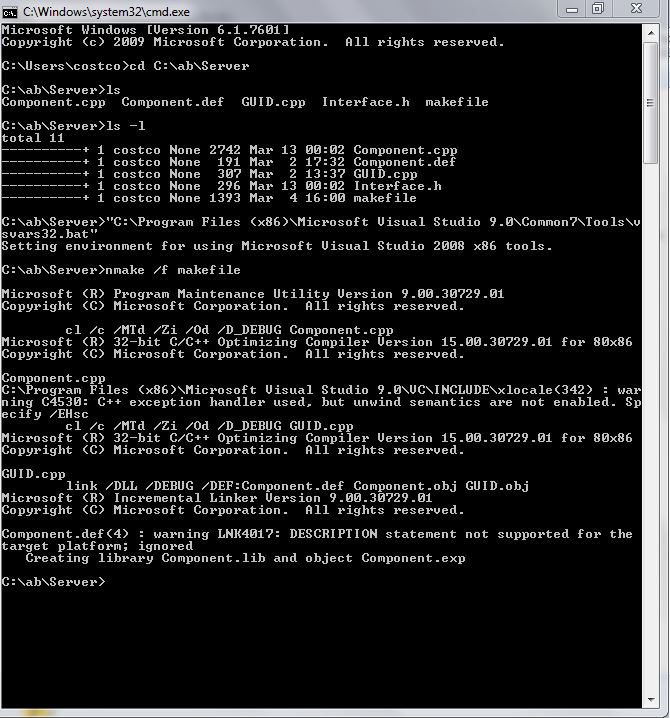 C:\Windows\system32\cmd.exe
Microsoft Windows [Version 6.1.7601]
Copyright (c) 2009 Microsoft Corporation.  All rights reserved.
C:\Users\costco>cd C:\ab\Server
C:\ab\Server>ls
Component.cpp  Component.def  GUID.cpp  Interface.h  makefile
C:\ab\Server>ls -l
total 11
----------+ 1 costco None 2742 Mar 13 00:02 Component.cpp
----------+ 1 costco None  191 Mar  2 17:32 Component.def
----------+ 1 costco None  307 Mar  2 13:37 GUID.cpp
----------+ 1 costco None  296 Mar 13 00:02 Interface.h
----------+ 1 costco None 1393 Mar  4 16:00 makefile
C:\ab\Server>"C:\Program Files (x86)\Microsoft Visual Studio 9.0\Common7\Tools\v
svars32.bat"
Setting environment for using Microsoft Visual Studio 2008 x86 tools.
C:\ab\Server>nmake /f makefile
Microsoft (R) Program Maintenance Utility Version 9.00.30729.01
Copyright (C) Microsoft Corporation.  All rights reserved.
        cl /c /MTd /Zi /Od /D_DEBUG Component.cpp
Microsoft (R) 32-bit C/C++ Optimizing Compiler Version 15.00.30729.01 for 80x86
Copyright (C) Microsoft Corporation.  All rights reserved.
Component.cpp
C:\Program Files (x86)\Microsoft Visual Studio 9.0\VC\INCLUDE\xlocale(342) : war
ning C4530: C++ exception handler used, but unwind semantics are not enabled. Sp
ecify /EHsc
        cl /c /MTd /Zi /Od /D_DEBUG GUID.cpp
Microsoft (R) 32-bit C/C++ Optimizing Compiler Version 15.00.30729.01 for 80x86
Copyright (C) Microsoft Corporation.  All rights reserved.
GUID.cpp
        link /DLL /DEBUG /DEF:Component.def Component.obj GUID.obj
Microsoft (R) Incremental Linker Version 9.00.30729.01
Copyright (C) Microsoft Corporation.  All rights reserved.
Component.def(4) : warning LNK4017: DESCRIPTION statement not supported for the
target platform; ignored
   Creating library Component.lib and object Component.exp
C:\ab\Server>